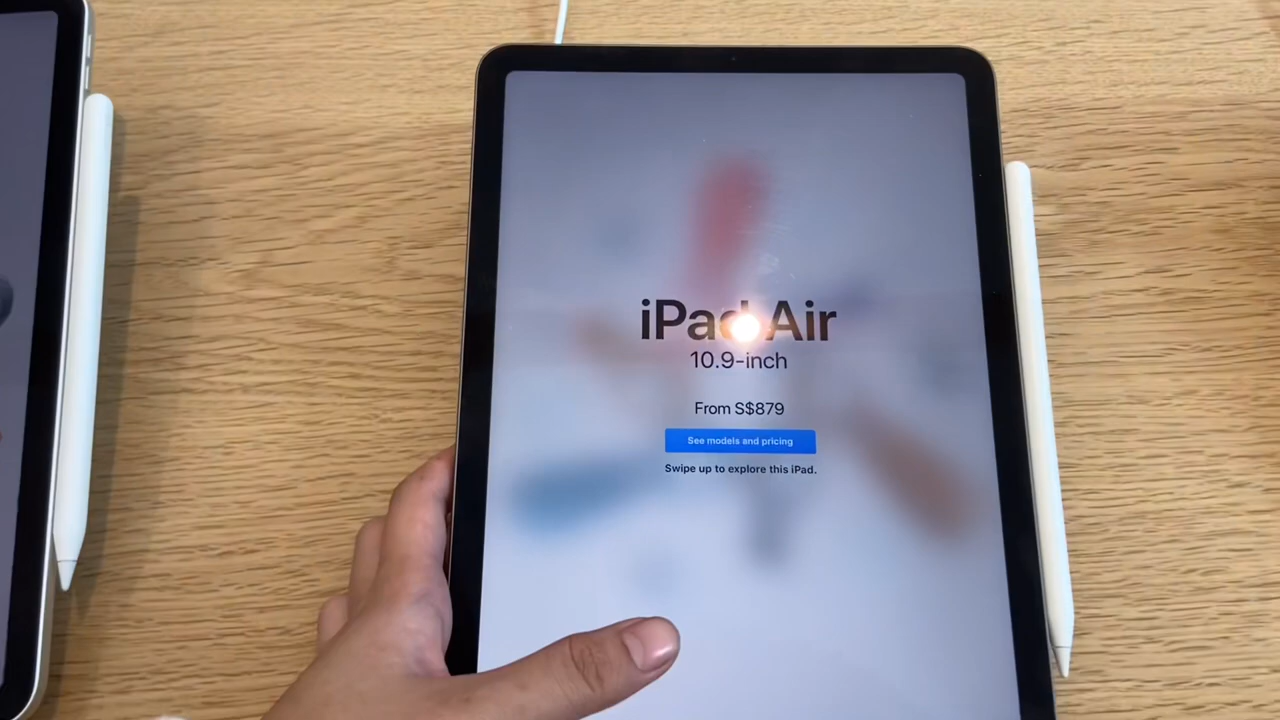 iPad Air
10.9-inch
From S$879
See models and pricing
Swipe up to explore this iPad.